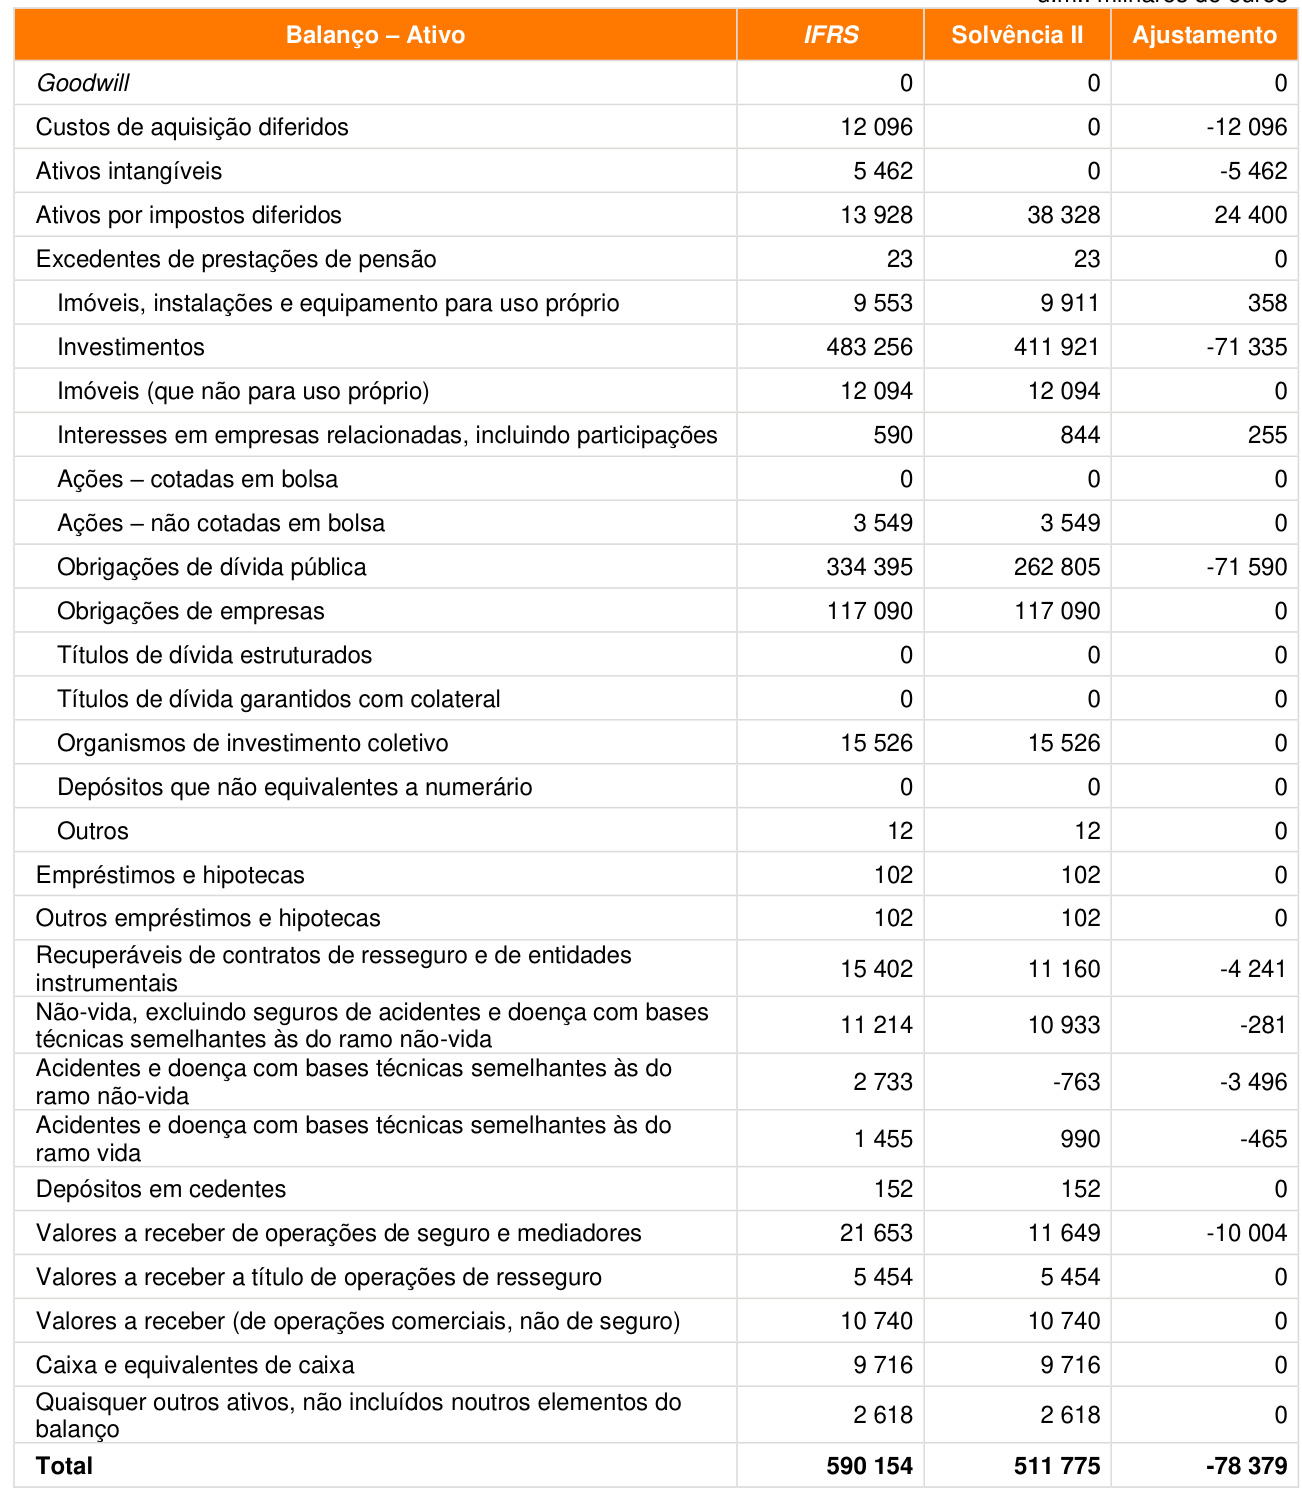 Balanço – Ativo IFRS Solvência II Ajustamento
Goodwill 0 0 0
Custos de aquisição diferidos 12 096 0 -12 096
Ativos intangíveis 5 462 0 -5 462
Ativos por impostos diferidos 13 928 38 328 24 400
Excedentes de prestações de pensão 23 23 0
Imóveis, instalações e equipamento para uso próprio 9 553 9 911 358
Investimentos 483 256 411 921 -71 335
Imóveis (que não para uso próprio) 12 094 12 094 0
Interesses em empresas relacionadas, incluindo participações 590 844 255
Ações – cotadas em bolsa 0 0 0
Ações – não cotadas em bolsa 3 549 3 549 0
Obrigações de dívida pública 334 395 262 805 -71 590
Obrigações de empresas 117 090 117 090 0
Títulos de dívida estruturados 0 0 0
Títulos de dívida garantidos com colateral 0 0 0
Organismos de investimento coletivo 15 526 15 526 0
Depósitos que não equivalentes a numerário 0 0 0
Outros 12 12 0
Empréstimos e hipotecas 102 102 0
Outros empréstimos e hipotecas 102 102 0
Recuperáveis de contratos de resseguro e de entidades
instrumentais 15 402 11 160 -4 241
Não-vida, excluindo seguros de acidentes e doença com bases
técnicas semelhantes às do ramo não-vida 11 214 10 933 -281
Acidentes e doença com bases técnicas semelhantes às do
ramo não-vida 2 733 -763 -3 496
Acidentes e doença com bases técnicas semelhantes às do
ramo vida 1 455 990 -465
Depósitos em cedentes 152 152 0
Valores a receber de operações de seguro e mediadores 21 653 11 649 -10 004
Valores a receber a título de operações de resseguro 5 454 5 454 0
Valores a receber (de operações comerciais, não de seguro) 10 740 10 740 0
Caixa e equivalentes de caixa 9 716 9 716 0
Quaisquer outros ativos, não incluídos noutros elementos do
balanço 2 618 2 618 0
Total 590 154 511 775 -78 379